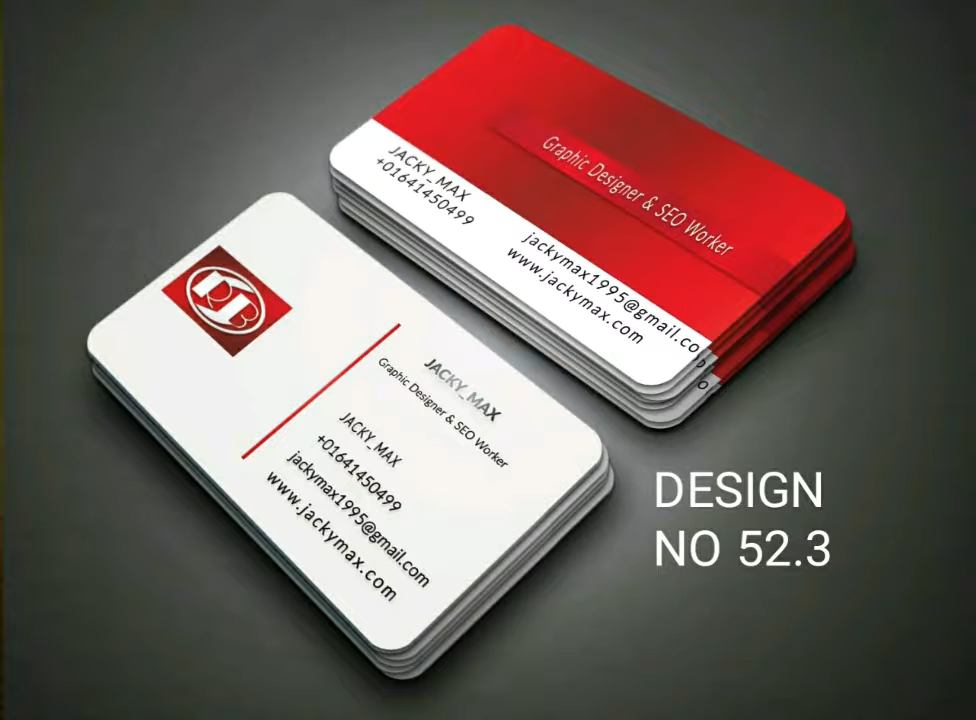 Graphic Designer & SEO Worker
JACKY_MAX
+01641450499
jackymax1995@gmail.co
www.jackymax.com
JACKY_MAX
Graphic Designer & SEO Worker
JACKY_MAX
+01641450499
jackymax1995@gmail.com
www.jackymax.com
DESIGN
NO 52.3